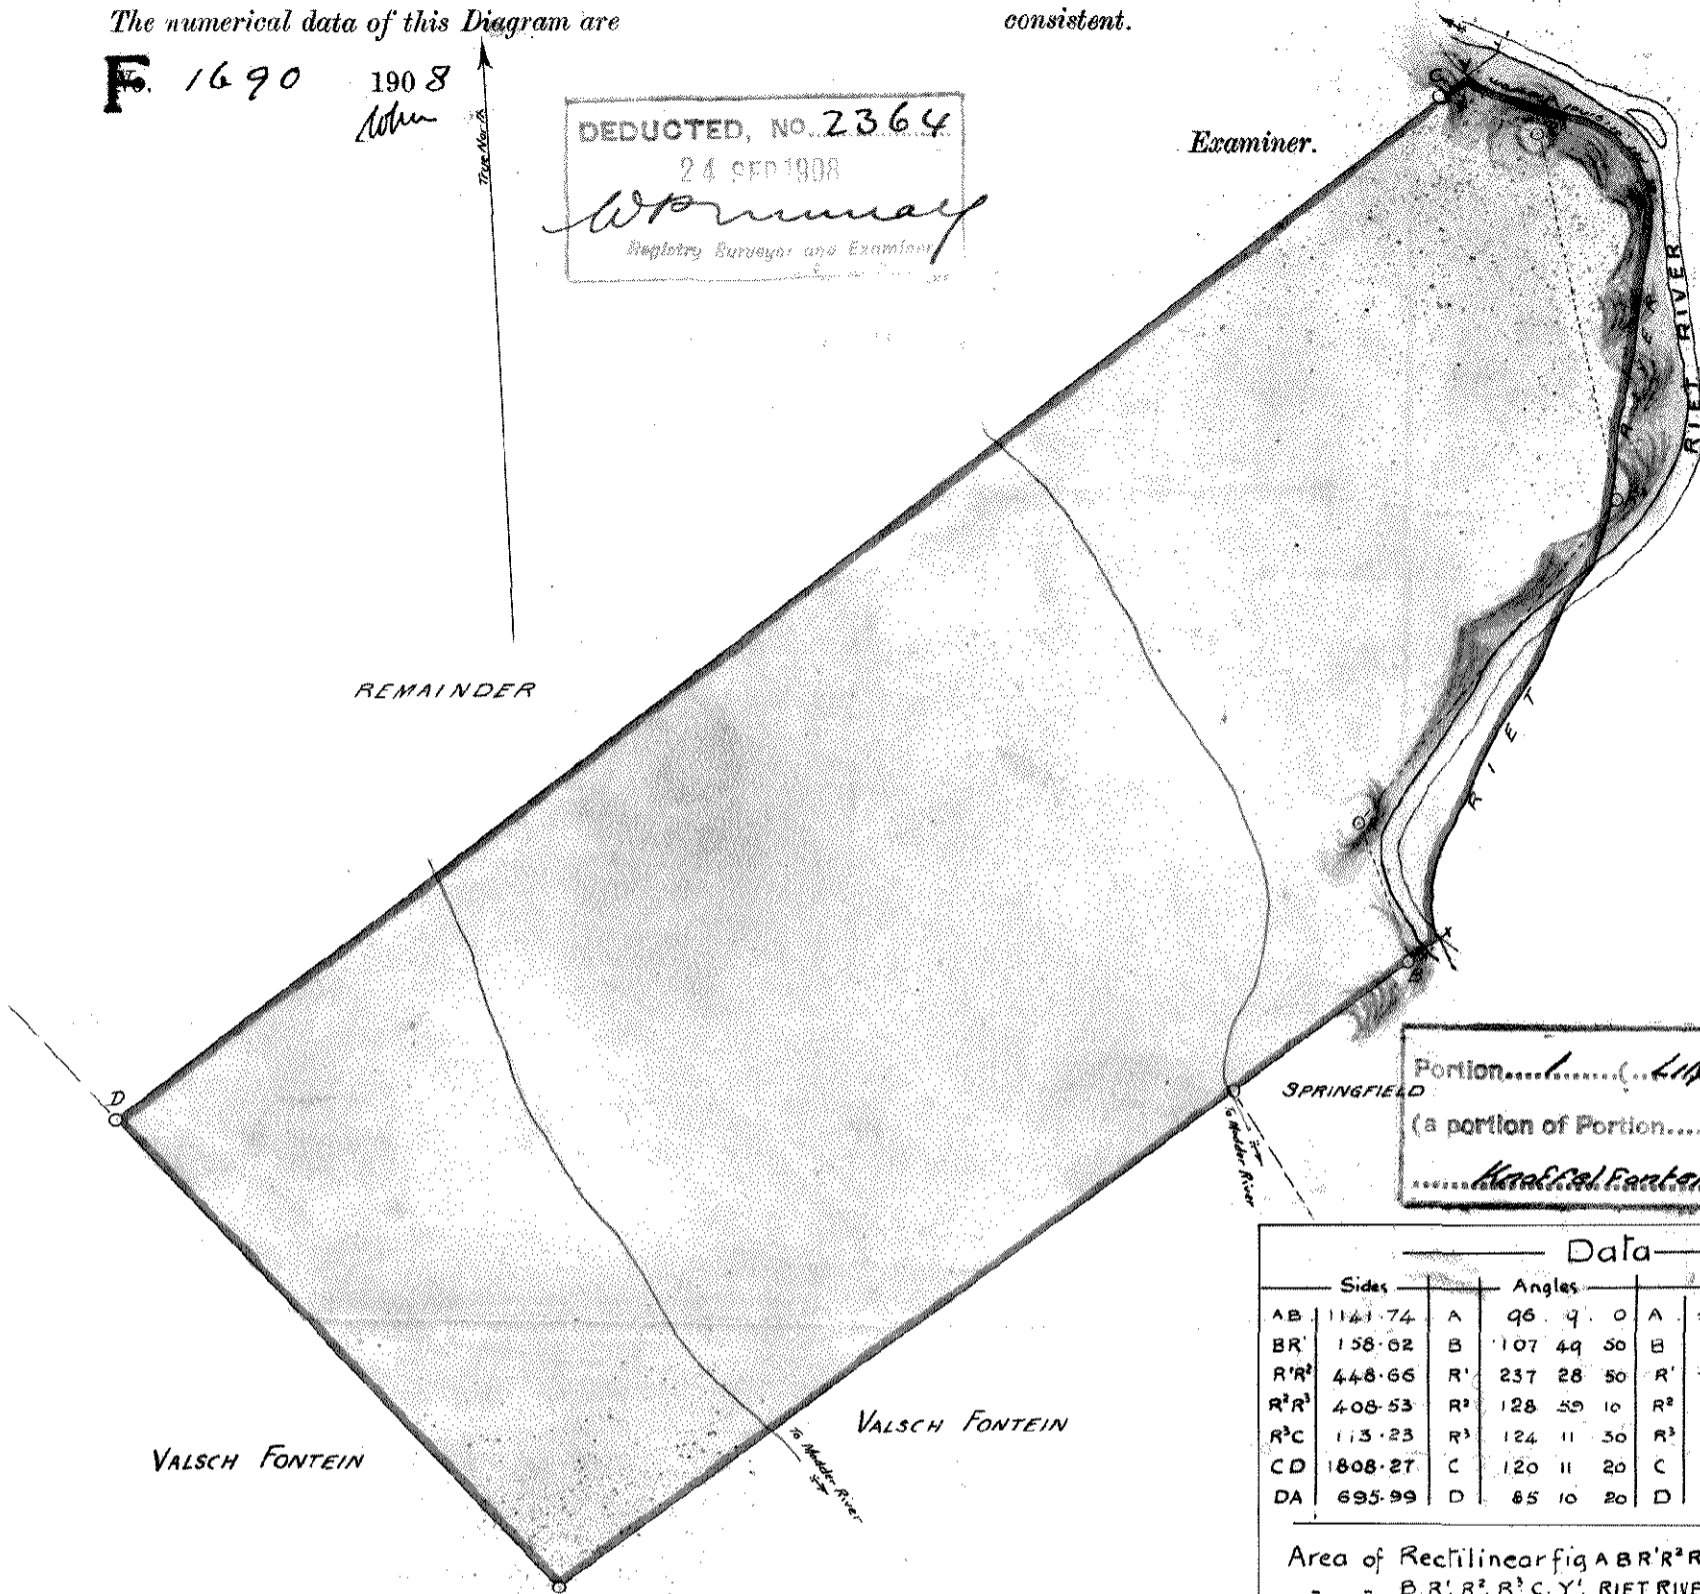 The numerical data of this Diagram are consistent.
F. 1690 1908
Examiner.
True North
DEDUCTED, NO. 2364
24 SEP 1908
Registry Surveyor and Examiner
C
RIET RIVER
RIVER
RIET
REMAINDER
B
D
SPRINGFIELD
To Modder River
VALSCH FONTEIN
VALSCH FONTEIN
To Modder River
Portion 1 (
(a portion of Portion
Data
Sides Angles
AB 1141.74 A 96 9 0 A
BR' 158.02 B 107 49 50 B
R'R² 448.66 R' 237 28 50 R'
R²R³ 408.53 R² 128 59 10 R²
R³C 113.23 R³ 124 11 30 R³
CD 1808.27 C 120 11 20 C
DA 695.99 D 85 10 20 D
Area of Rectilinear fig A B R' R² R
" " B. R'. R². R³ C. Y'. RIET RIVE